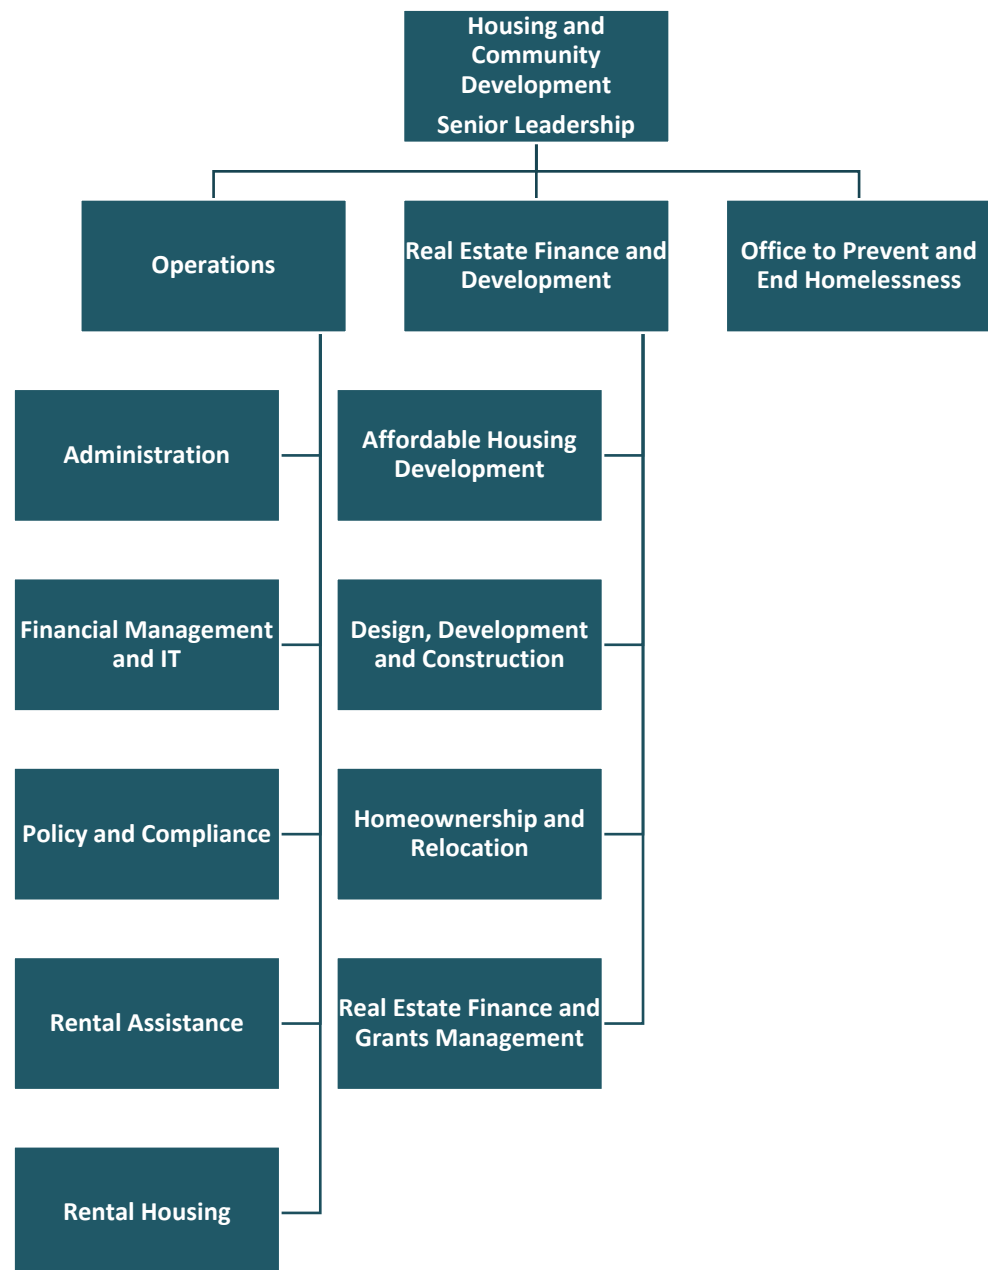 Housing and
Community
Development
Senior Leadership
Operations
Real Estate Finance and
Development
Office to Prevent and
End Homelessness
Administration
Affordable Housing
Development
Financial Management
and IT
Design, Development
and Construction
Policy and Compliance
Homeownership and
Relocation
Rental Assistance
Real Estate Finance and
Grants Management
Rental Housing